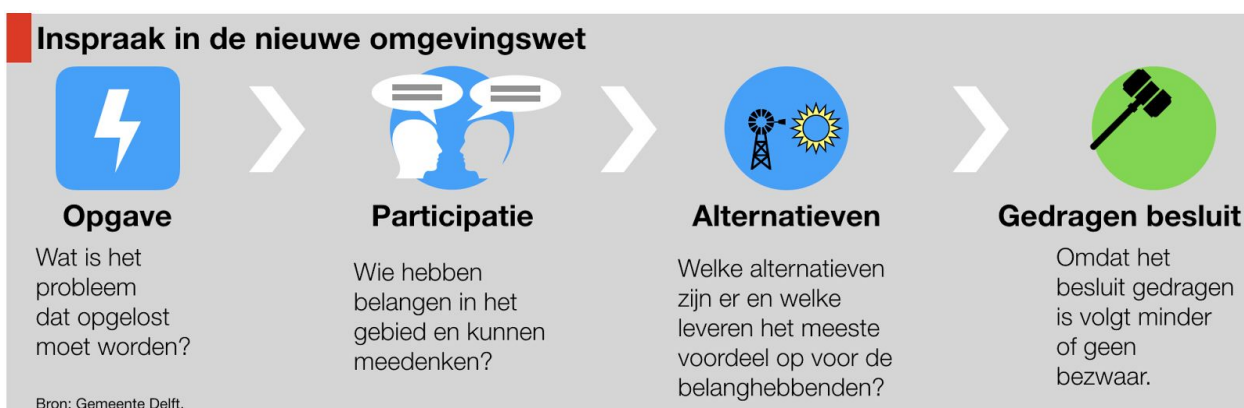 Inspraak in de nieuwe omgevingswet
Opgave
Wat is het
probleem
dat opgelost
moet worden?
Participatie
Wie hebben
belangen in het
gebied en kunnen
meedenken?
Alternatieven
Welke alternatieven
zijn er en welke
leveren het meeste
voordeel op voor de
belanghebbenden?
Gedragen besluit
Omdat het
besluit gedragen
is volgt minder
of geen
bezwaar.
Bron: Gemeente Delft.